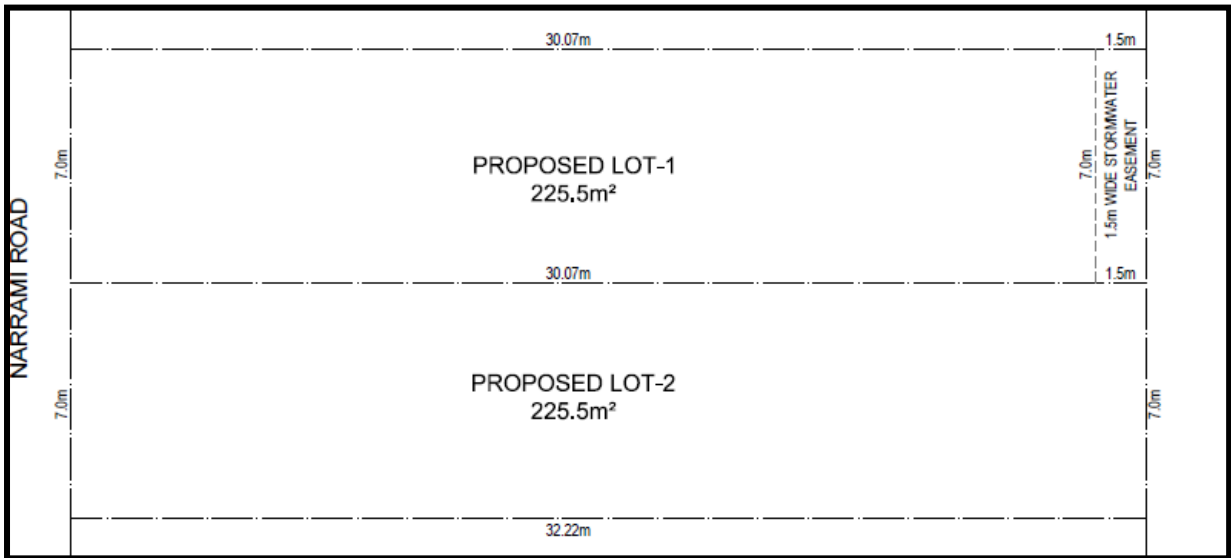 30.07m
1.5m
NARRAMI ROAD
7.0m
PROPOSED LOT-1
225.5m²
7.0m
1.5m WIDE STORMWATER
EASEMENT
7.0m
30.07m
1.5m
7.0m
PROPOSED LOT-2
225.5m²
7.0m
32.22m